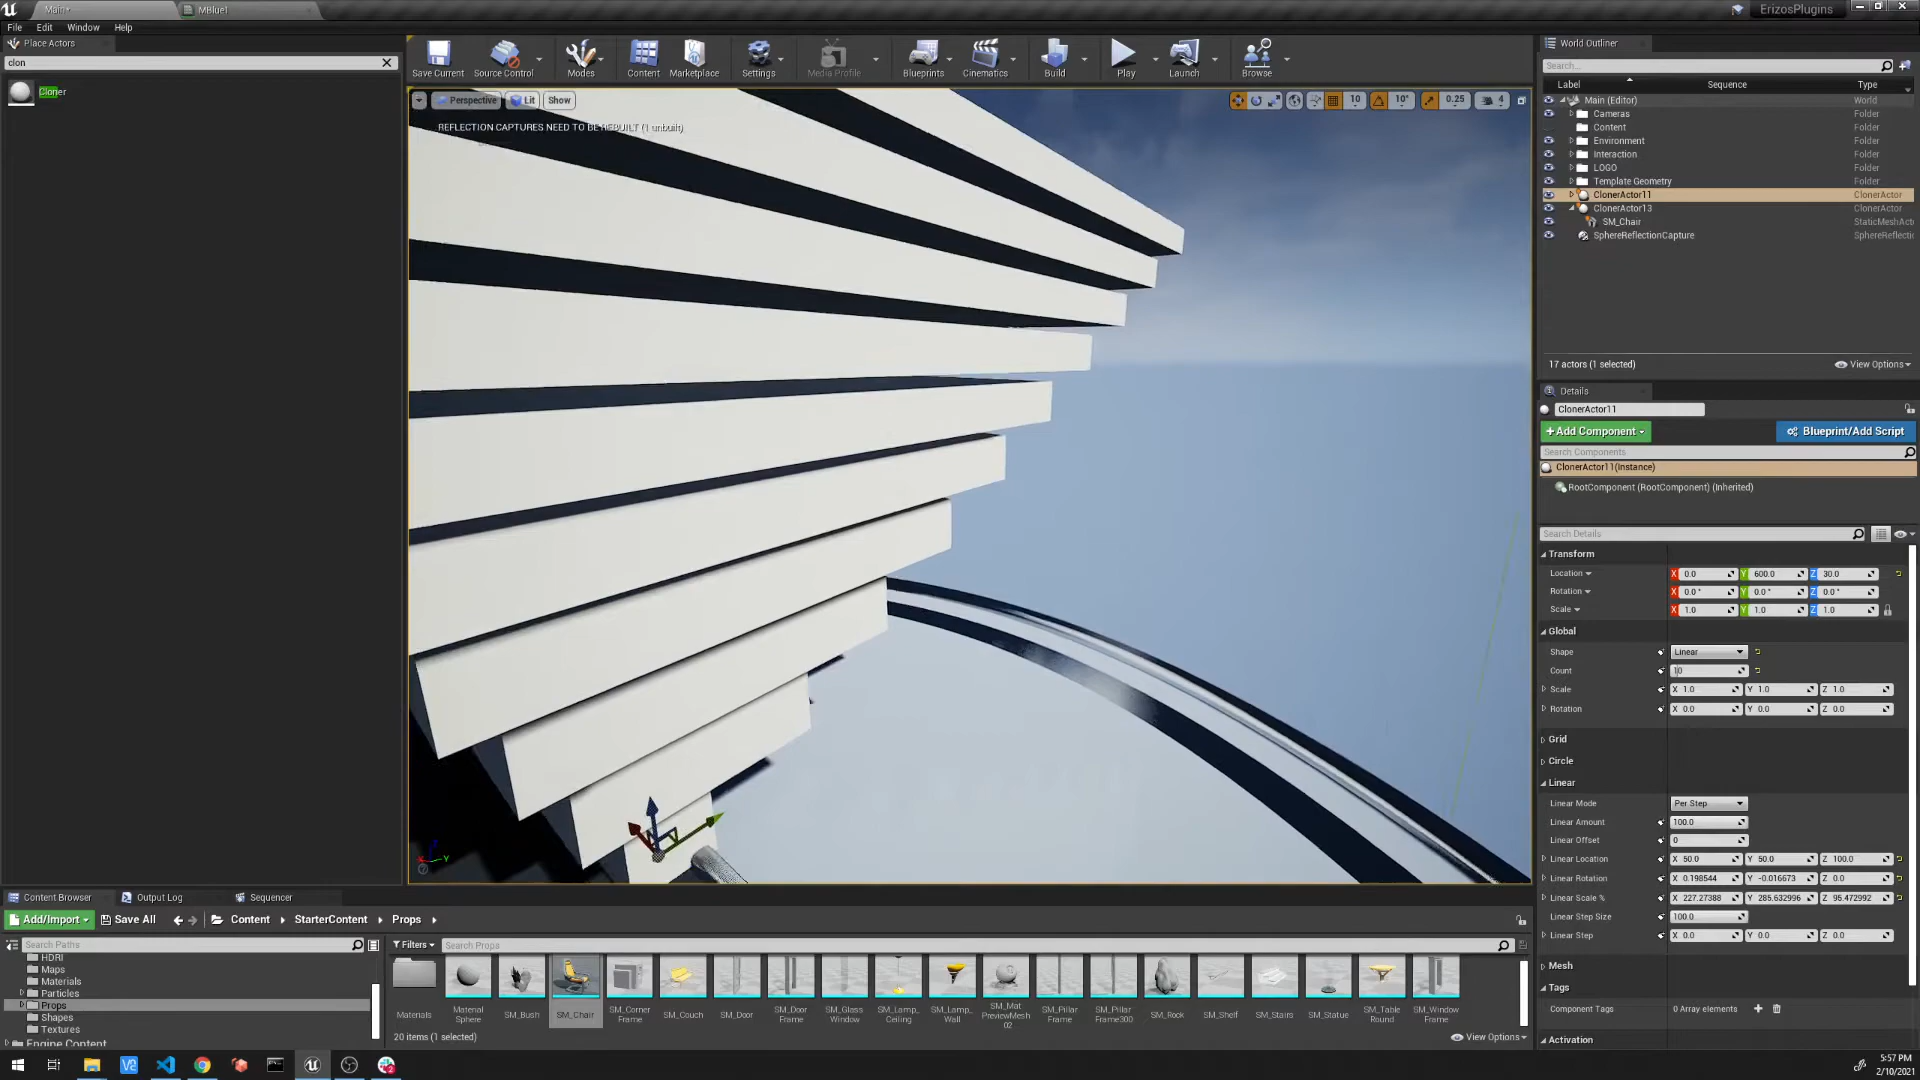 Main*
MBlue1
ErizosPlugins
File Edit Window Help
Place Actors
clon
Cloner
Save Current
Source Control
Modes
Content
Marketplace
Settings
Media Profile
Blueprints
Cinematics
Build
Play
Launch
Browse
Perspective Lit Show
10 10° 0.25 4
REFLECTION CAPTURES NEED TO BE REBUILT (1 unbuilt)
World Outliner
Search...
Label Sequence Type
Main (Editor) World
Cameras Folder
Content Folder
Environment Folder
Interaction Folder
LOGO Folder
Template Geometry Folder
ClonerActor11 ClonerActor
ClonerActor13 ClonerActor
SM_Chair StaticMeshAct
SphereReflectionCapture SphereReflecti
17 actors (1 selected) View Options
Details
ClonerActor11
+Add Component Blueprint/Add Script
Search Components
ClonerActor11(Instance)
RootComponent (RootComponent) (Inherited)
Search Details
Transform
Location X 0.0 Y 600.0 Z 30.0
Rotation X 0.0° Y 0.0° Z 0.0°
Scale X 1.0 Y 1.0 Z 1.0
Global
Shape Linear
Count 10
Scale X 1.0 Y 1.0 Z 1.0
Rotation X 0.0 Y 0.0 Z 0.0
Grid
Circle
Linear
Linear Mode Per Step
Linear Amount 100.0
Linear Offset 0
Linear Location X 50.0 Y 50.0 Z 100.0
Linear Rotation X 0.198544 Y -0.016673 Z 0.0
Linear Scale % X 227.27388 Y 285.632996 Z 95.472992
Linear Step Size 100.0
Linear Step X 0.0 Y 0.0 Z 0.0
Mesh
Tags
Component Tags 0 Array elements
Activation
Content Browser Output Log Sequencer
Add/Import Save All Content StarterContent Props
Search Paths
Filters Search Props
HDRI
Maps
Materials
Particles
Props
Shapes
Textures
Engine Content
Materials
Material Sphere
SM_Bush
SM_Chair
SM_Corner Frame
SM_Couch
SM_Door
SM_Door Frame
SM_Glass Window
SM_Lamp_ Ceiling
SM_Lamp_ Wall
SM_Mat PreviewMesh 02
SM_Pillar Frame
SM_Pillar Frame300
SM_Rock
SM_Shelf
SM_Stairs
SM_Statue
SM_Table Round
SM_Window Frame
20 items (1 selected) View Options
5:57 PM
2/10/2021